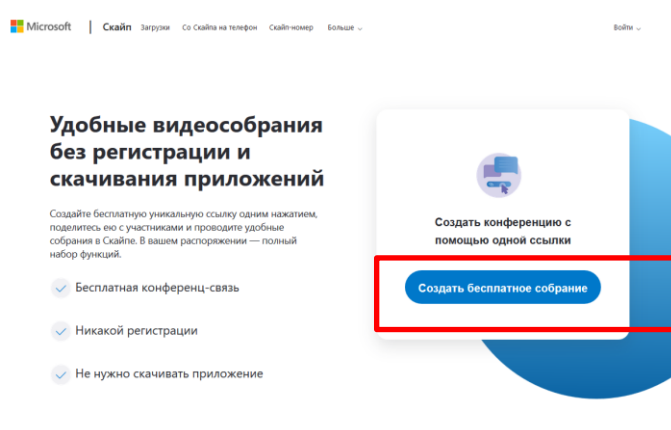 Microsoft | Скайп Загрузки Со Скайпа на телефон Скайп-номер Больше Войти
Удобные видеособрания
без регистрации и
скачивания приложений
Создайте бесплатную уникальную ссылку одним нажатием,
поделитесь ею с участниками и проводите удобные
собрания в Скайпе. В вашем распоряжении — полный
набор функций.
Бесплатная конференц-связь
Никакой регистрации
Не нужно скачивать приложение
Создать конференцию с
помощью одной ссылки
Создать бесплатное собрание